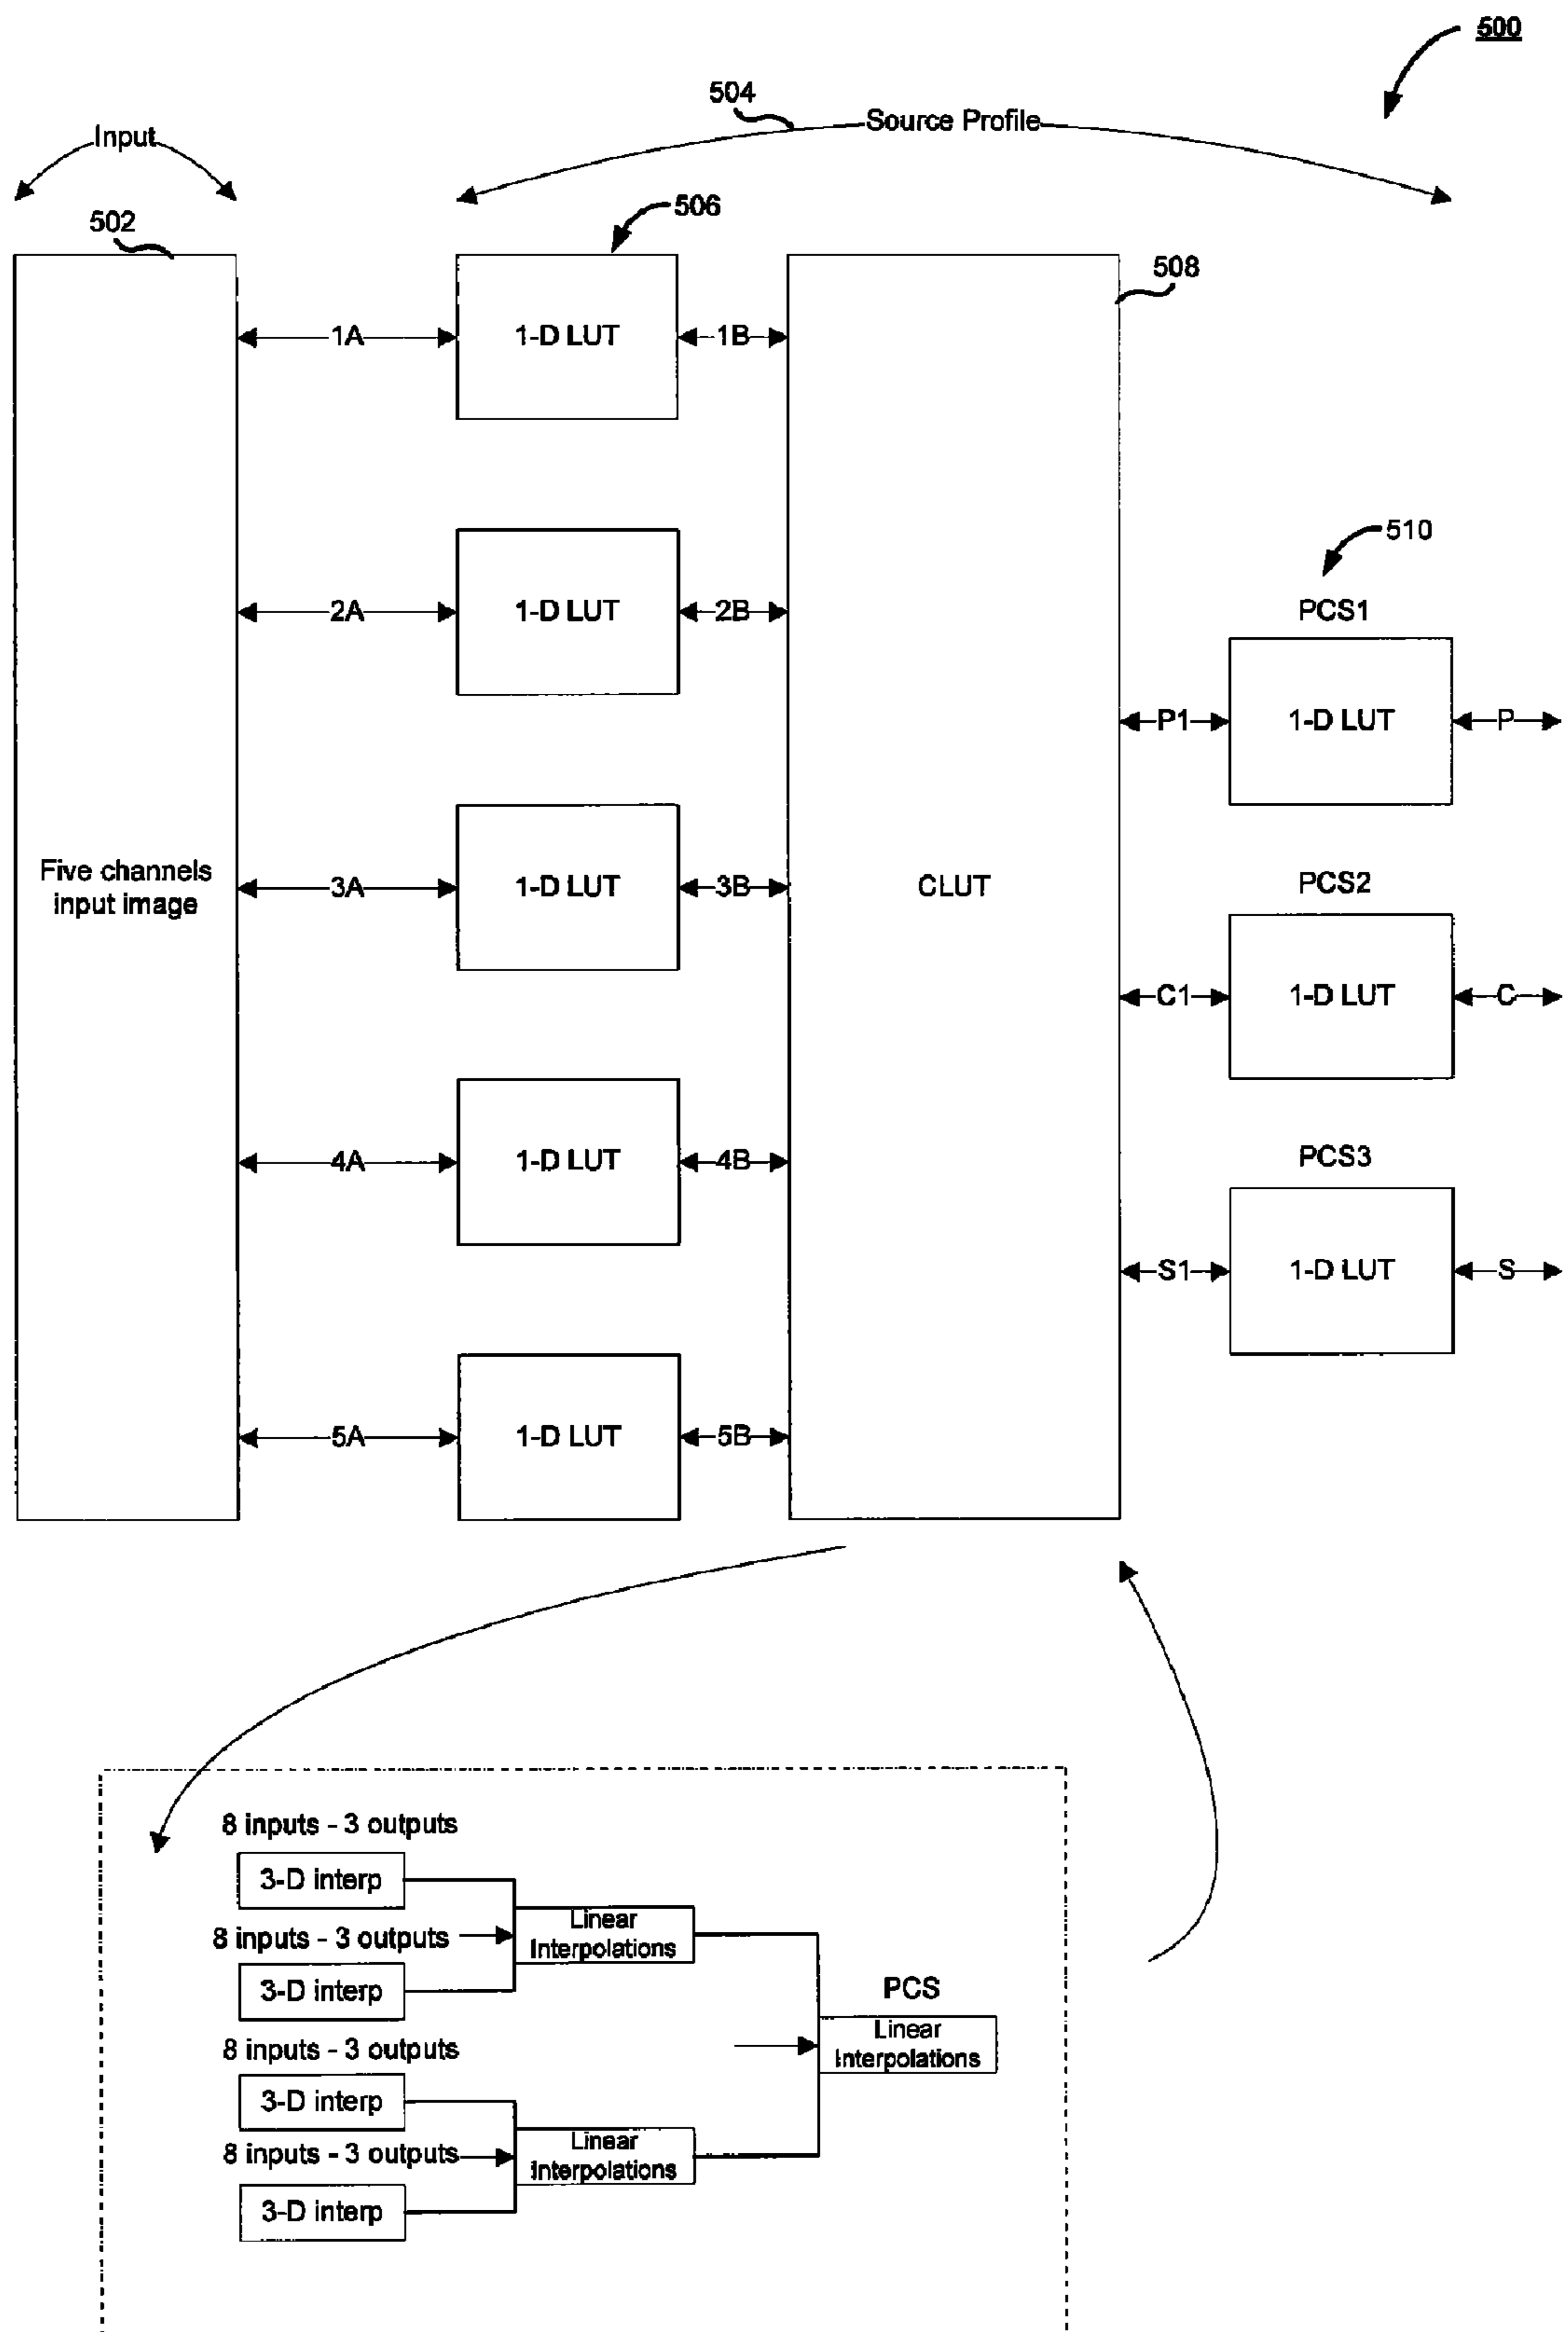 500
504
Source Profile
Input
506
502
508
1A
1-D LUT
1B
510
2A
1-D LUT
2B
PCS1
P1
1-D LUT
P
Five channels
input image
3A
1-D LUT
3B
CLUT
PCS2
C1
1-D LUT
C
4A
1-D LUT
4B
PCS3
S1
1-D LUT
S
5A
1-D LUT
5B
8 inputs - 3 outputs
3-D interp
Linear
Interpolations
8 inputs - 3 outputs
3-D interp
PCS
Linear
Interpolations
8 inputs - 3 outputs
3-D interp
Linear
Interpolations
8 inputs - 3 outputs
3-D interp